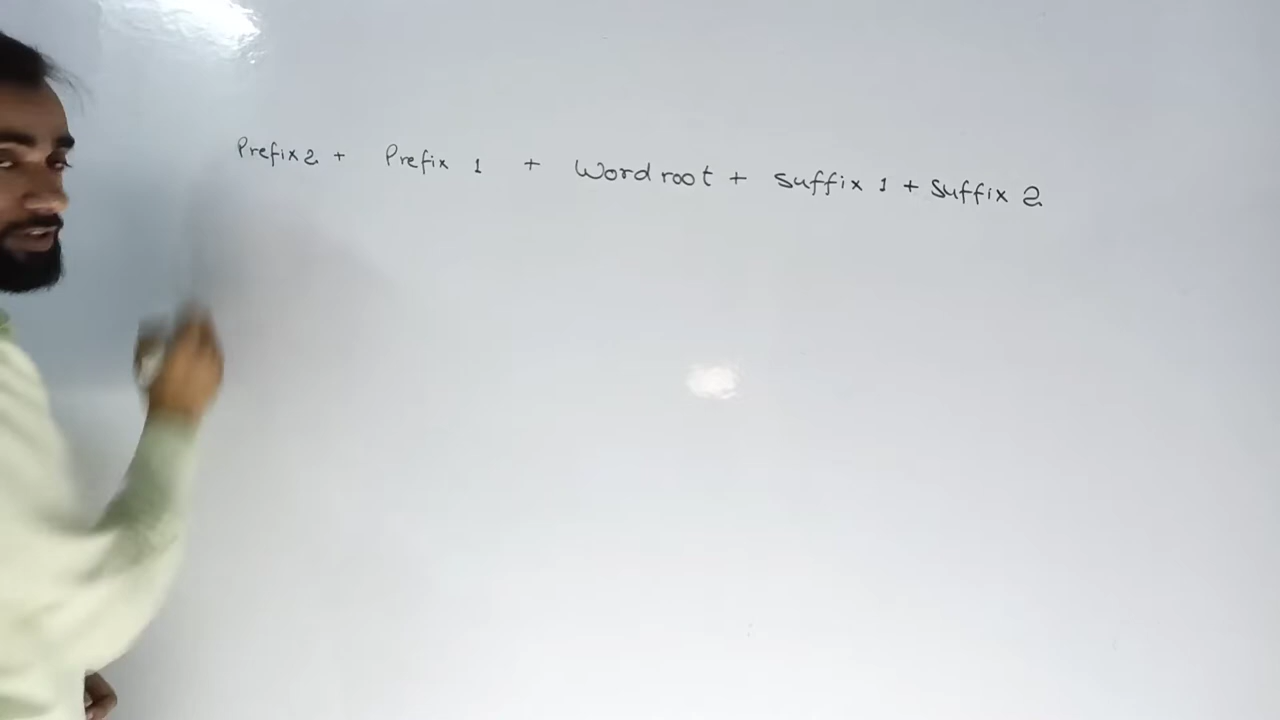 Prefix 2 + Prefix 1 + Word root + Suffix 1 + Suffix 2